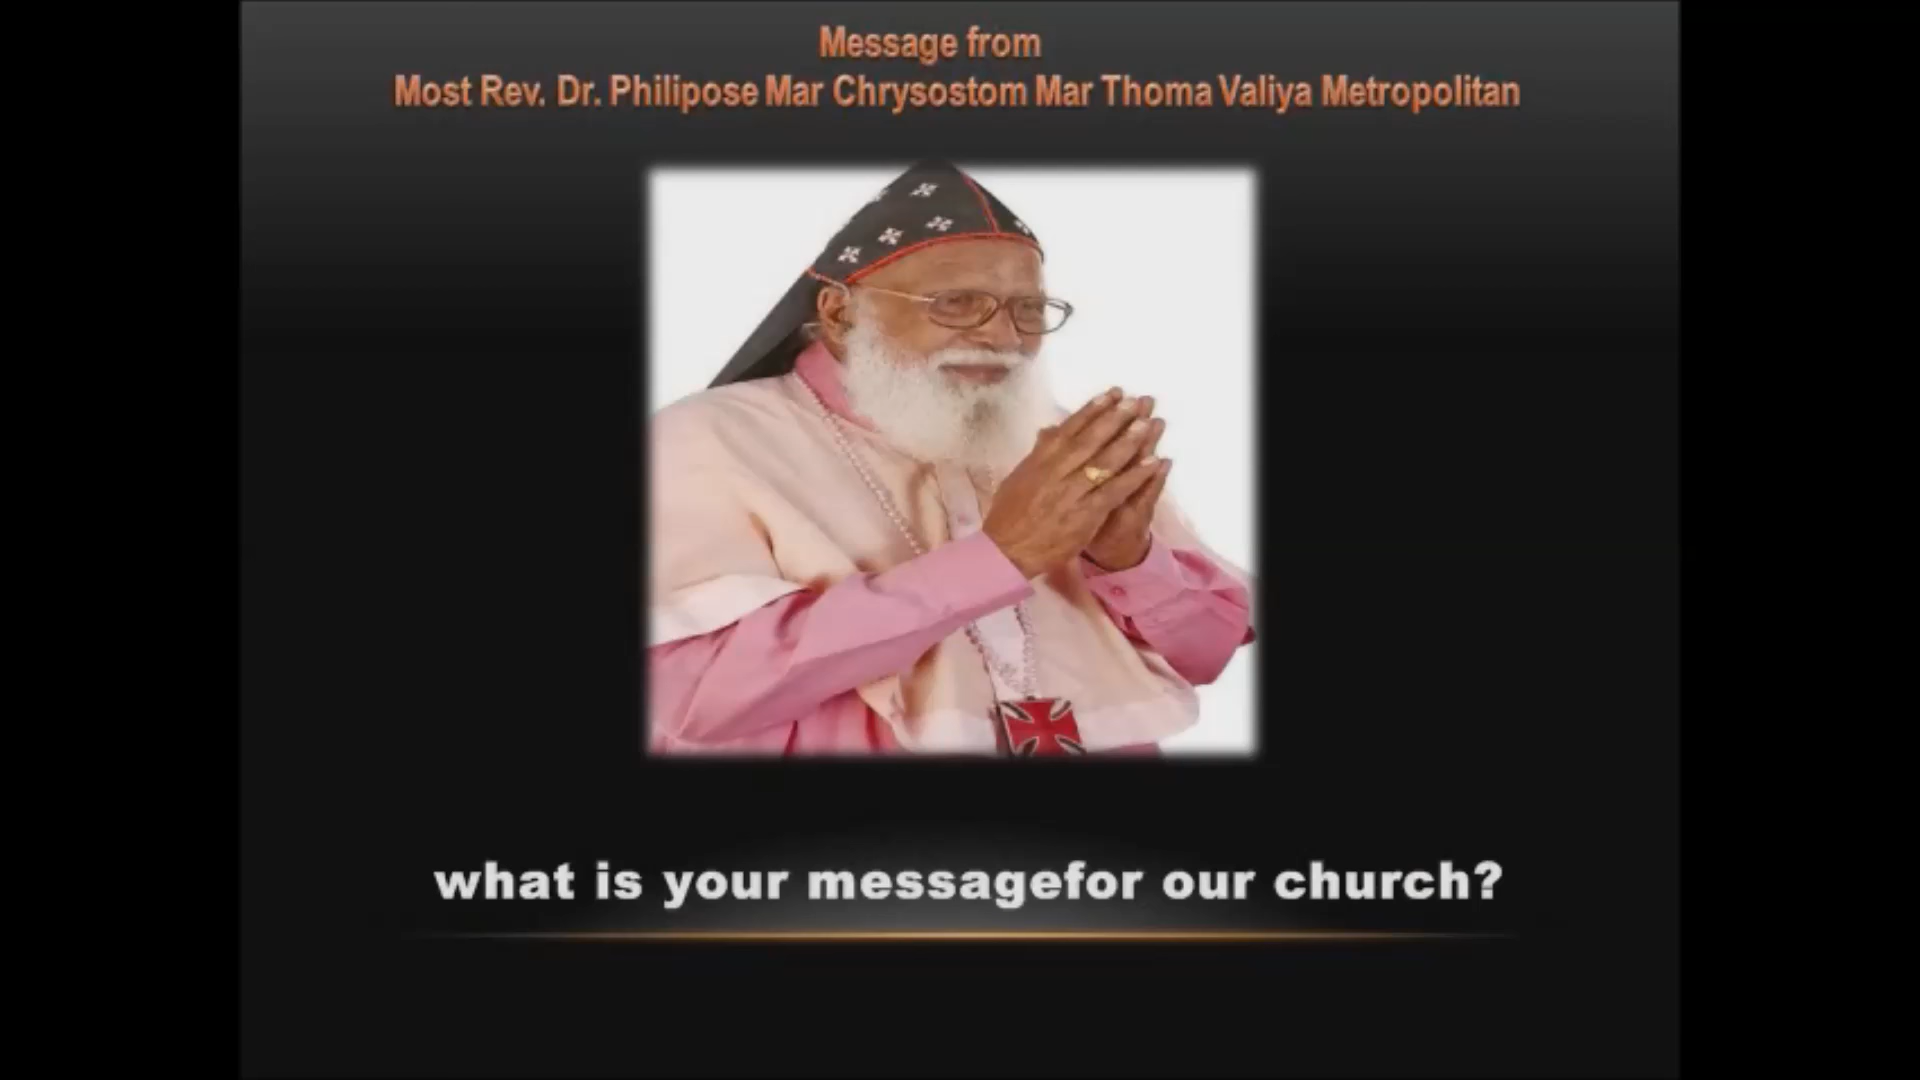 Message from
Most Rev. Dr. Philipose Mar Chrysostom Mar Thoma Valiya Metropolitan
what is your messagefor our church?